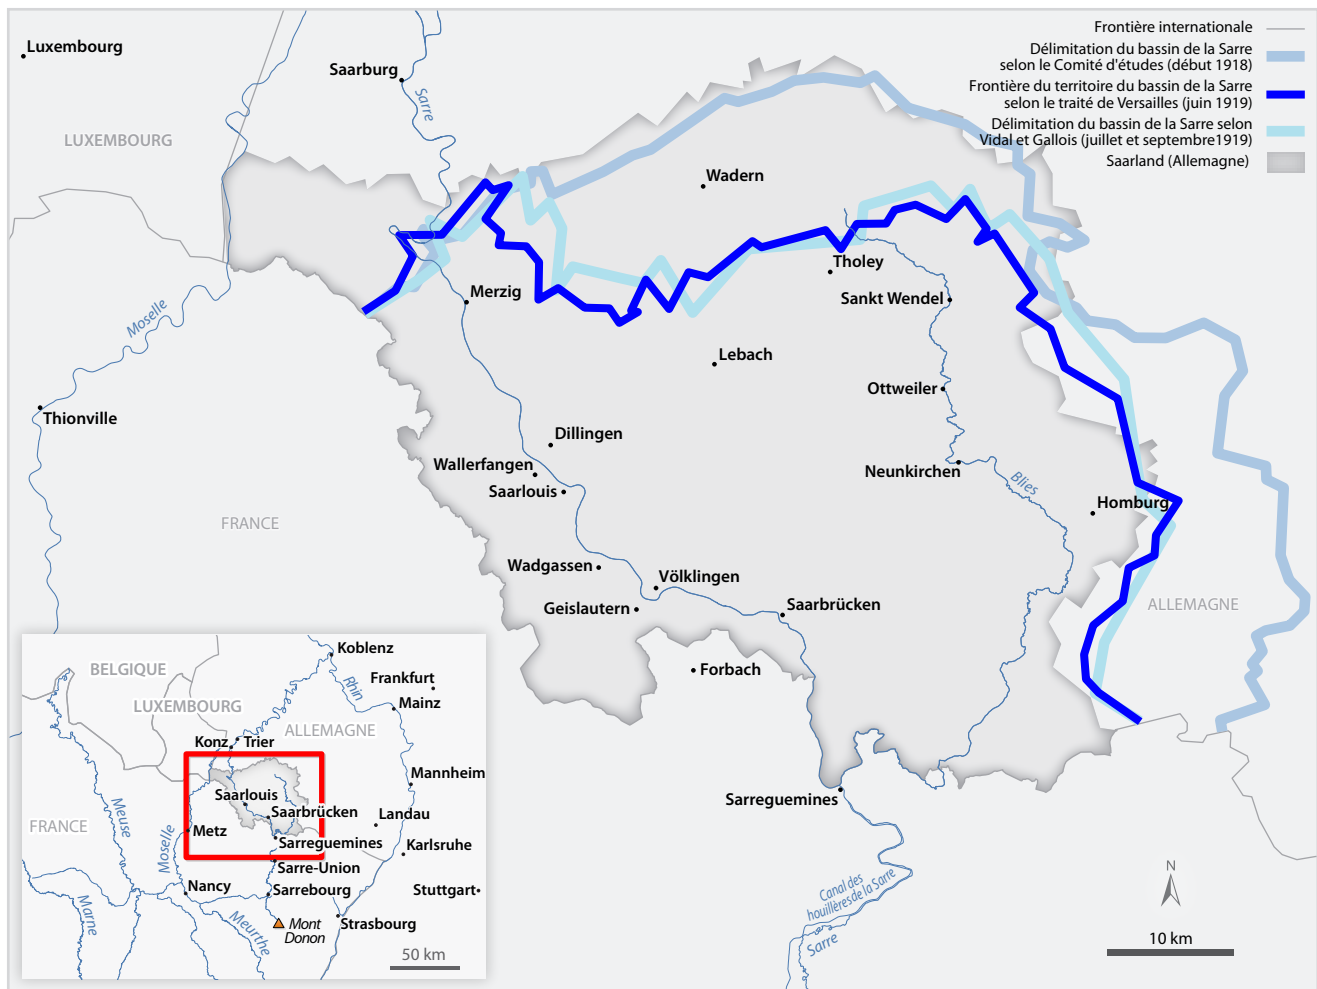 Frontière internationale
Délimitation du bassin de la Sarre
selon le Comité d'études (début 1918)
Frontière du territoire du bassin de la Sarre
selon le traité de Versailles (juin 1919)
Délimitation du bassin de la Sarre selon
Vidal et Gallois (juillet et septembre1919)
Saarland (Allemagne)
Luxembourg
Saarburg
Sarre
LUXEMBOURG
Wadern
Tholey
Merzig
Sankt Wendel
Moselle
Lebach
Ottweiler
Thionville
Dillingen
Wallerfangen
Neunkirchen
Saarlouis
Blies
Homburg
FRANCE
Wadgassen
Völklingen
Geislautern
Saarbrücken
ALLEMAGNE
Forbach
Sarreguemines
Canal des
houillères de la Sarre
Sarre
N
10 km
Koblenz
BELGIQUE
Frankfurt
Rhin
Mainz
LUXEMBOURG
ALLEMAGNE
Konz
Trier
Mannheim
Saarlouis
Meuse
Saarbrücken
Landau
FRANCE
Metz
Moselle
Sarreguemines
Karlsruhe
Sarre-Union
Nancy
Sarrebourg
Stuttgart
Marne
Meurthe
Mont
Donon
Strasbourg
50 km